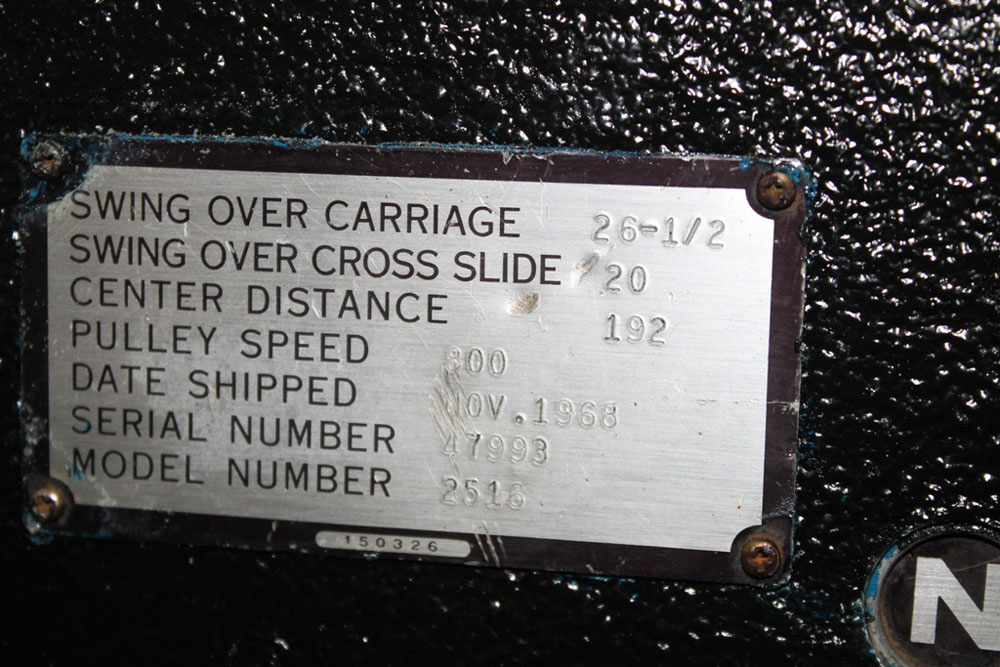 SWING OVER CARRIAGE 26-1/2
SWING OVER CROSS SLIDE 20
CENTER DISTANCE 192
PULLEY SPEED 800
DATE SHIPPED NOV.1968
SERIAL NUMBER 47993
MODEL NUMBER 2516
150326
N